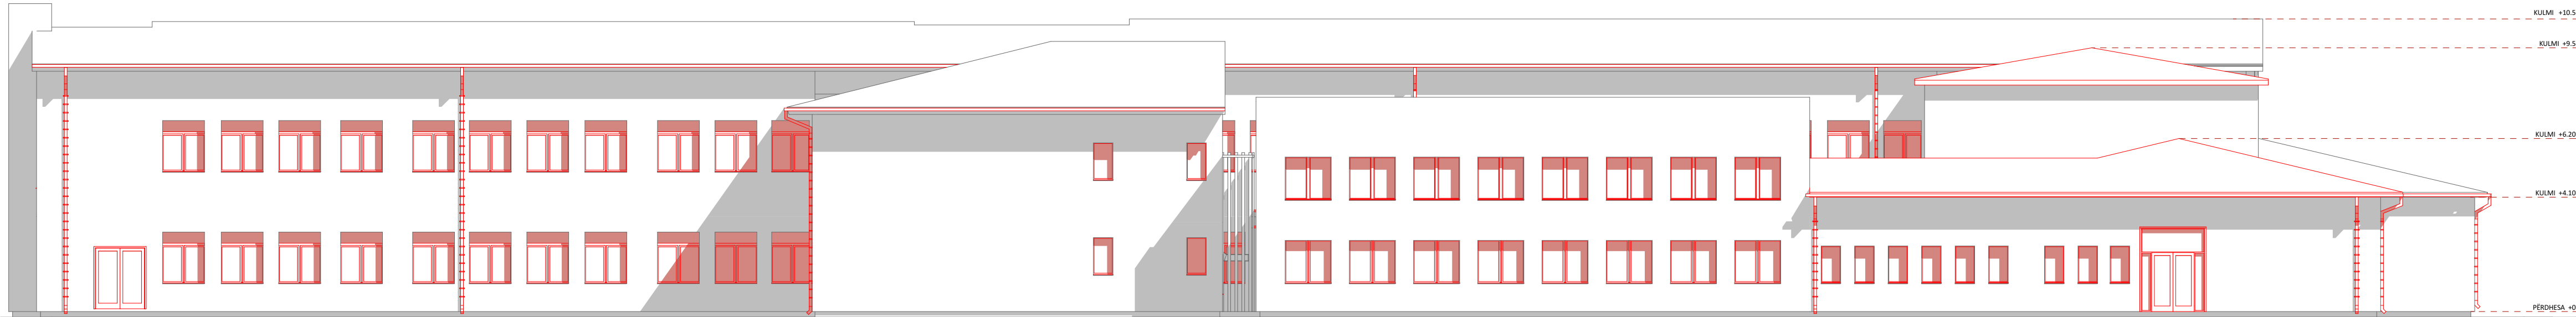 KULMI +10.5
KULMI +9.5
KULMI +6.20
KULMI +4.10
PËRDHESA +0